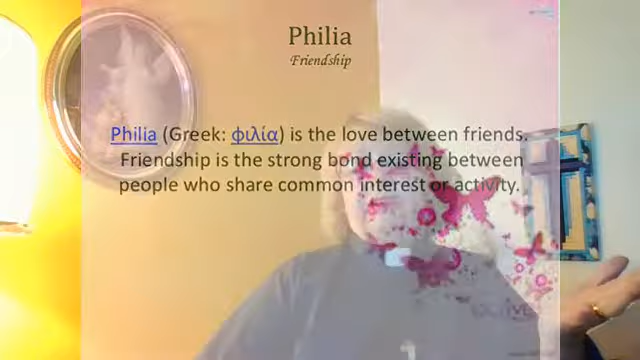 Philia
Friendship
Philia (Greek: φιλία) is the love between friends.
Friendship is the strong bond existing between
people who share common interest or activity.